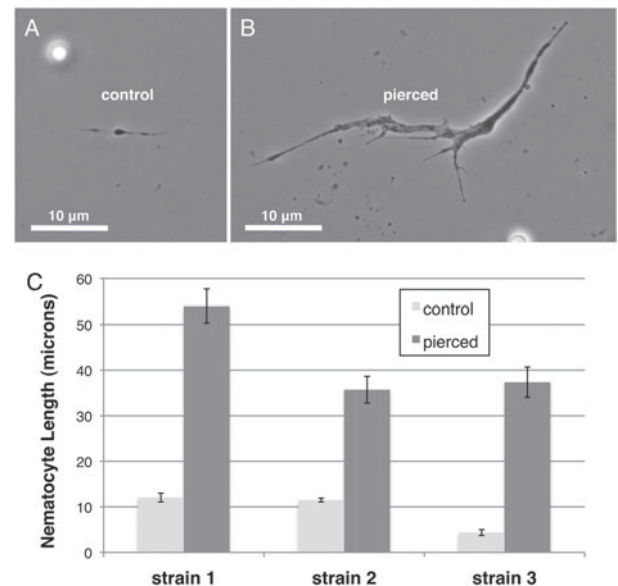 A
control
10 µm
B
pierced
10 µm
C
Nematocyte Length (microns)
60
50
40
30
20
10
0
control
pierced
strain 1
strain 2
strain 3